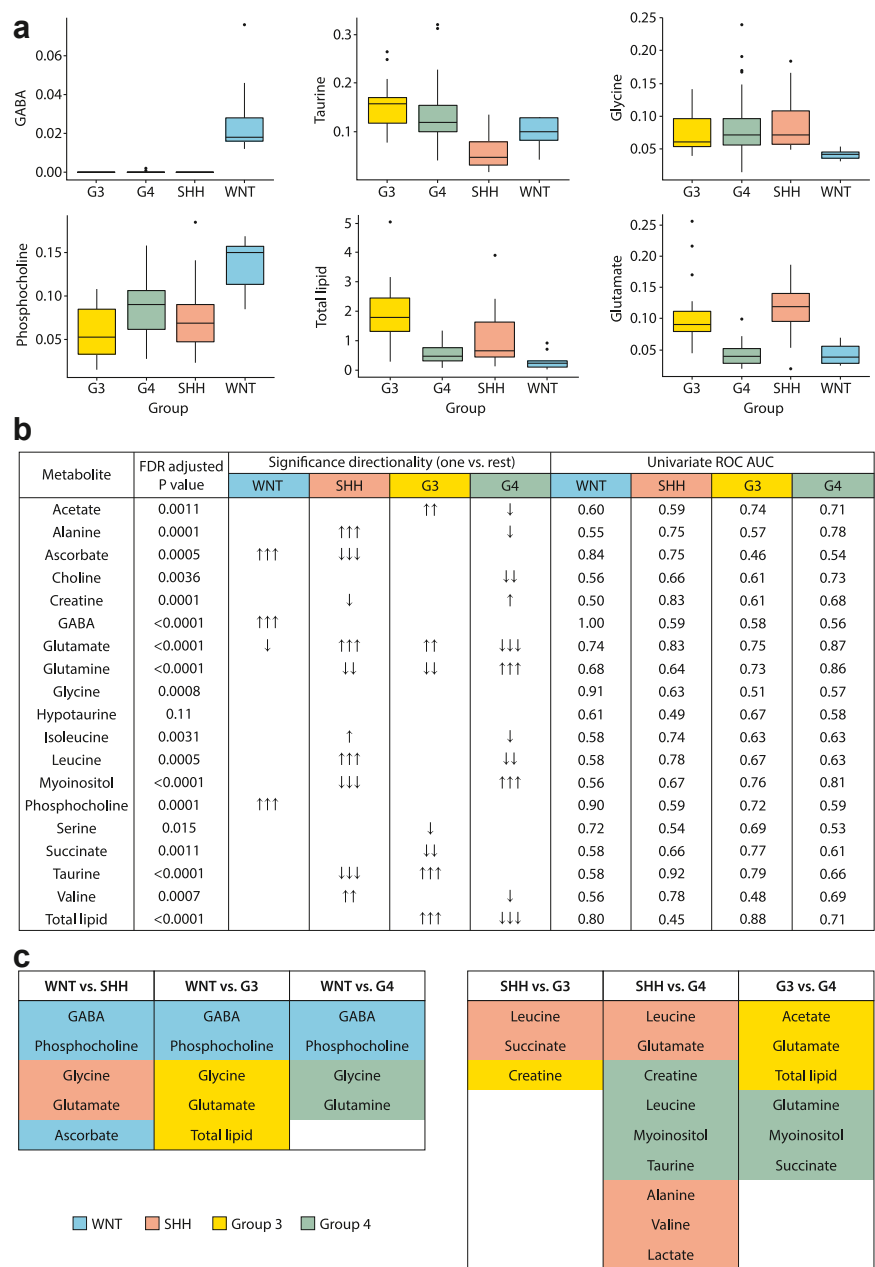 a
GABA
0.06
0.04
0.02
0.00
G3 G4 SHH WNT
Taurine
0.3
0.2
0.1
G3 G4 SHH WNT
Glycine
0.25
0.20
0.15
0.10
0.05
G3 G4 SHH WNT
Phosphocholine
0.15
0.10
0.05
G3 G4 SHH WNT
Group
Total lipid
5
4
3
2
1
0
G3 G4 SHH WNT
Group
Glutamate
0.25
0.20
0.15
0.10
0.05
G3 G4 SHH WNT
Group
b
Metabolite FDR adjusted P value Significance directionality (one vs. rest) Univariate ROC AUC
WNT SHH G3 G4 WNT SHH G3 G4
Acetate 0.0011 ↑↑ ↓ 0.60 0.59 0.74 0.71
Alanine 0.0001 ↑↑↑ ↓ 0.55 0.75 0.57 0.78
Ascorbate 0.0005 ↑↑↑ ↓↓↓ 0.84 0.75 0.46 0.54
Choline 0.0036 ↓↓ 0.56 0.66 0.61 0.73
Creatine 0.0001 ↓ ↑ 0.50 0.83 0.61 0.68
GABA <0.0001 ↑↑↑ 1.00 0.59 0.58 0.56
Glutamate <0.0001 ↓ ↑↑↑ ↑↑ ↓↓↓ 0.74 0.83 0.75 0.87
Glutamine <0.0001 ↓↓ ↓↓ ↑↑↑ 0.68 0.64 0.73 0.86
Glycine 0.0008 0.91 0.63 0.51 0.57
Hypotaurine 0.11 0.61 0.49 0.67 0.58
Isoleucine 0.0031 ↑ ↓ 0.58 0.74 0.63 0.63
Leucine 0.0005 ↑↑↑ ↓↓ 0.58 0.78 0.67 0.63
Myoinositol <0.0001 ↓↓↓ ↑↑↑ 0.56 0.67 0.76 0.81
Phosphocholine 0.0001 ↑↑↑ 0.90 0.59 0.72 0.59
Serine 0.015 ↓ 0.72 0.54 0.69 0.53
Succinate 0.0011 ↓↓ 0.58 0.66 0.77 0.61
Taurine <0.0001 ↓↓↓ ↑↑↑ 0.58 0.92 0.79 0.66
Valine 0.0007 ↑↑ ↓ 0.56 0.78 0.48 0.69
Total lipid <0.0001 ↑↑↑ ↓↓↓ 0.80 0.45 0.88 0.71
c
WNT vs. SHH WNT vs. G3 WNT vs. G4
GABA GABA GABA
Phosphocholine Phosphocholine Phosphocholine
Glycine Glycine Glycine
Glutamate Glutamate Glutamine
Ascorbate Total lipid
WNT SHH Group 3 Group 4
SHH vs. G3 SHH vs. G4 G3 vs. G4
Leucine Leucine Acetate
Succinate Glutamate Glutamate
Creatine Creatine Total lipid
Leucine Glutamine
Myoinositol Myoinositol
Taurine Succinate
Alanine
Valine
Lactate